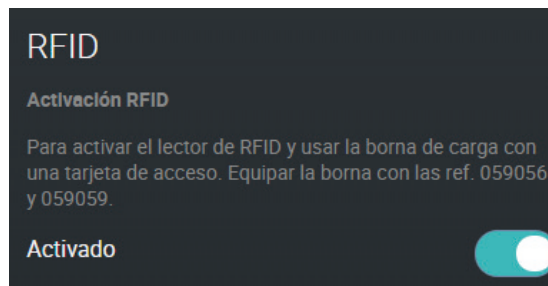 RFID
Activación RFID
Para activar el lector de RFID y usar la borna de carga con
una tarjeta de acceso. Equipar la borna con las ref. 059056
y 059059.
Activado